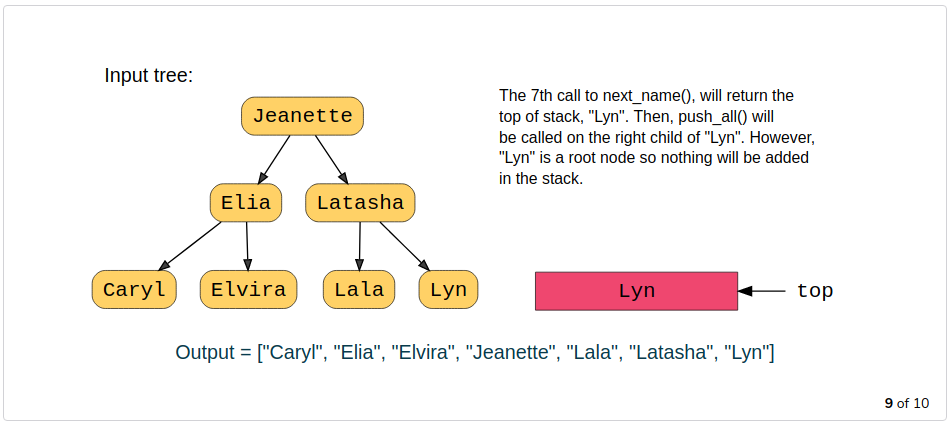 Input tree:
Jeanette
The 7th call to next_name(), will return the
top of stack, "Lyn". Then, push_all() will
be called on the right child of "Lyn". However,
"Lyn" is a root node so nothing will be added
in the stack.
Elia Latasha
Caryl Elvira Lala Lyn
Lyn top
Output = ["Caryl", "Elia", "Elvira", "Jeanette", "Lala", "Latasha", "Lyn"]
9 of 10